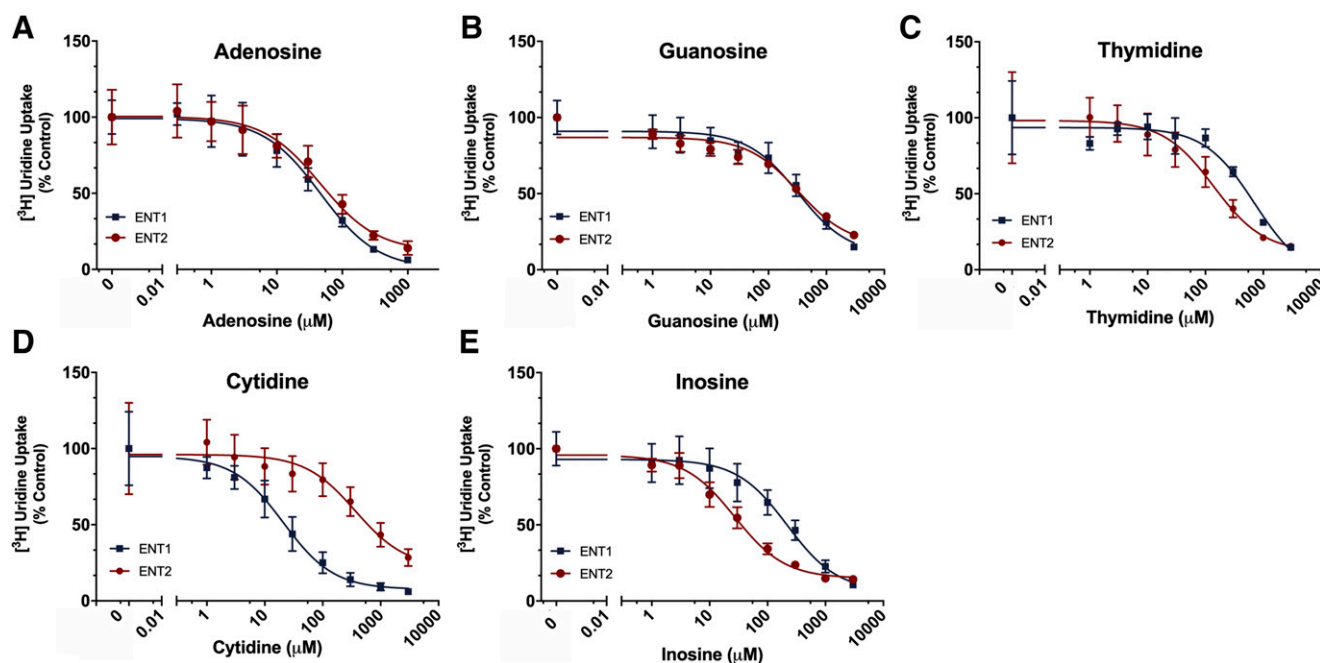 A
Adenosine
150
100
50
0
[³H] Uridine Uptake
(% Control)
ENT1
ENT2
0
0.01
1
10
100
1000
Adenosine (μM)
B
Guanosine
150
100
50
0
[³H] Uridine Uptake
(% Control)
ENT1
ENT2
0
0.01
1
10
100
1000
10000
Guanosine (μM)
C
Thymidine
150
100
50
0
[³H] Uridine Uptake
(% Control)
ENT1
ENT2
0
0.01
1
10
100
1000
10000
Thymidine (μM)
D
Cytidine
150
100
50
0
[³H] Uridine Uptake
(% Control)
ENT1
ENT2
0
0.01
1
10
100
1000
10000
Cytidine (μM)
E
Inosine
150
100
50
0
[³H] Uridine Uptake
(% Control)
ENT1
ENT2
0
0.01
1
10
100
1000
10000
Inosine (μM)